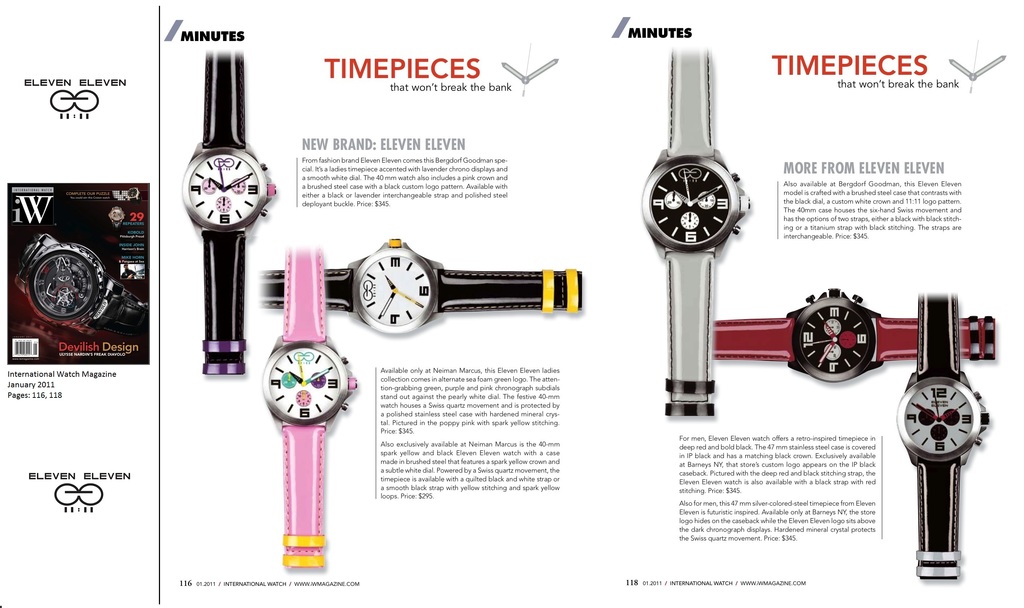 ELEVEN ELEVEN
11:11
INTERNATIONAL WATCH
COMPLETE OUR PUZZLE
iW
29
REPEATERS
KOBOLD
INSIDE JOHN
MIKE HORN
Devilish Design
ULYSSE NARDIN'S FREAK DIAVOLO
International Watch Magazine
January 2011
Pages: 116, 118
ELEVEN ELEVEN
11:11
/MINUTES
TIMEPIECES
that won't break the bank
NEW BRAND: ELEVEN ELEVEN
From fashion brand Eleven Eleven comes this Bergdorf Goodman spe-
cial. It's a ladies timepiece accented with lavender chrono displays and
a smooth white dial. The 40 mm watch also includes a pink crown and
a brushed steel case with a black custom logo pattern. Available with
either a black or lavender interchangeable strap and polished steel
deployant buckle. Price: $345.
Available only at Neiman Marcus, this Eleven Eleven ladies
collection comes in alternate sea foam green logo. The atten-
tion-grabbing green, purple and pink chronograph subdials
stand out against the pearly white dial. The festive 40-mm
watch houses a Swiss quartz movement and is protected by
a polished stainless steel case with hardened mineral crys-
tal. Pictured in the poppy pink with spark yellow stitching.
Price: $345.
Also exclusively available at Neiman Marcus is the 40-mm
spark yellow and black Eleven Eleven watch with a case
made in brushed steel that features a spark yellow crown and
a subtle white dial. Powered by a Swiss quartz movement, the
timepiece is available with a quilted black and white strap or
a smooth black strap with yellow stitching and spark yellow
loops. Price: $295.
116 01.2011 / INTERNATIONAL WATCH / WWW.IWMAGAZINE.COM
/MINUTES
TIMEPIECES
that won't break the bank
MORE FROM ELEVEN ELEVEN
Also available at Bergdorf Goodman, this Eleven Eleven
model is crafted with a brushed steel case that contrasts with
the black dial, a custom white crown and 11:11 logo pattern.
The 40mm case houses the six-hand Swiss movement and
has the options of two straps, either a black with black stitch-
ing or a titanium strap with black stitching. The straps are
interchangeable. Price: $345.
For men, Eleven Eleven watch offers a retro-inspired timepiece in
deep red and bold black. The 47 mm stainless steel case is covered
in IP black and has a matching black crown. Exclusively available
at Barneys NY, that store's custom logo appears on the IP black
caseback. Pictured with the deep red and black stitching strap, the
Eleven Eleven watch is also available with a black strap with red
stitching. Price: $345.
Also for men, this 47 mm silver-colored-steel timepiece from Eleven
Eleven is futuristic inspired. Available only at Barneys NY, the store
logo hides on the caseback while the Eleven Eleven logo sits above
the dark chronograph displays. Hardened mineral crystal protects
the Swiss quartz movement. Price: $345.
118 01.2011 / INTERNATIONAL WATCH / WWW.IWMAGAZINE.COM